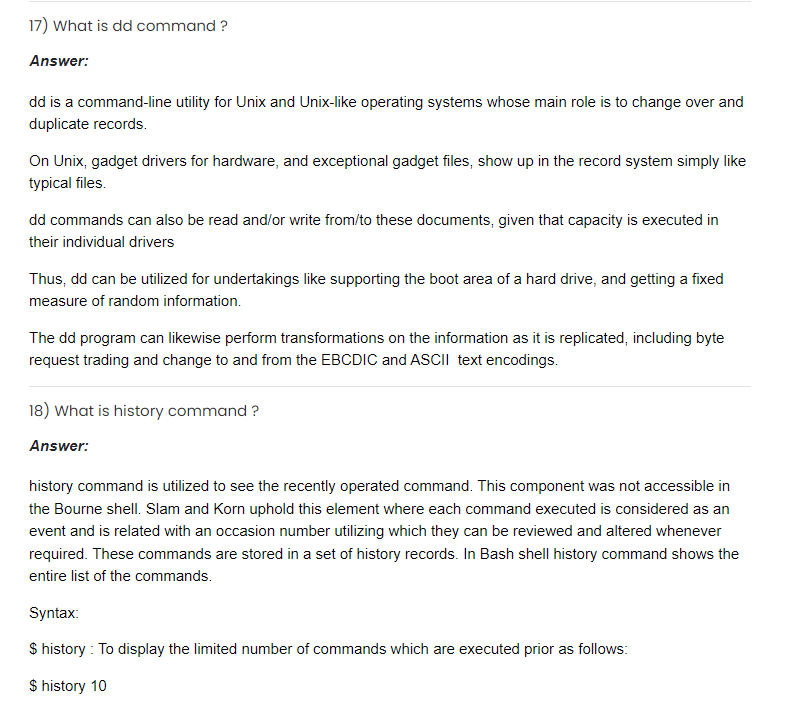 17) What is dd command ?
Answer:
dd is a command-line utility for Unix and Unix-like operating systems whose main role is to change over and
duplicate records.
On Unix, gadget drivers for hardware, and exceptional gadget files, show up in the record system simply like
typical files.
dd commands can also be read and/or write from/to these documents, given that capacity is executed in
their individual drivers
Thus, dd can be utilized for undertakings like supporting the boot area of a hard drive, and getting a fixed
measure of random information.
The dd program can likewise perform transformations on the information as it is replicated, including byte
request trading and change to and from the EBCDIC and ASCII  text encodings.
18) What is history command ?
Answer:
history command is utilized to see the recently operated command. This component was not accessible in
the Bourne shell. Slam and Korn uphold this element where each command executed is considered as an
event and is related with an occasion number utilizing which they can be reviewed and altered whenever
required. These commands are stored in a set of history records. In Bash shell history command shows the
entire list of the commands.
Syntax:
$ history : To display the limited number of commands which are executed prior as follows:
$ history 10